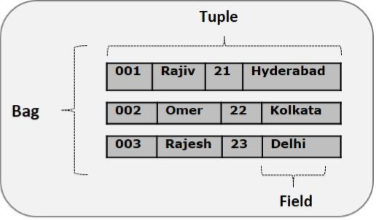 Tuple
001 Rajiv 21 Hyderabad
Bag
002 Omer 22 Kolkata
003 Rajesh 23 Delhi
Field